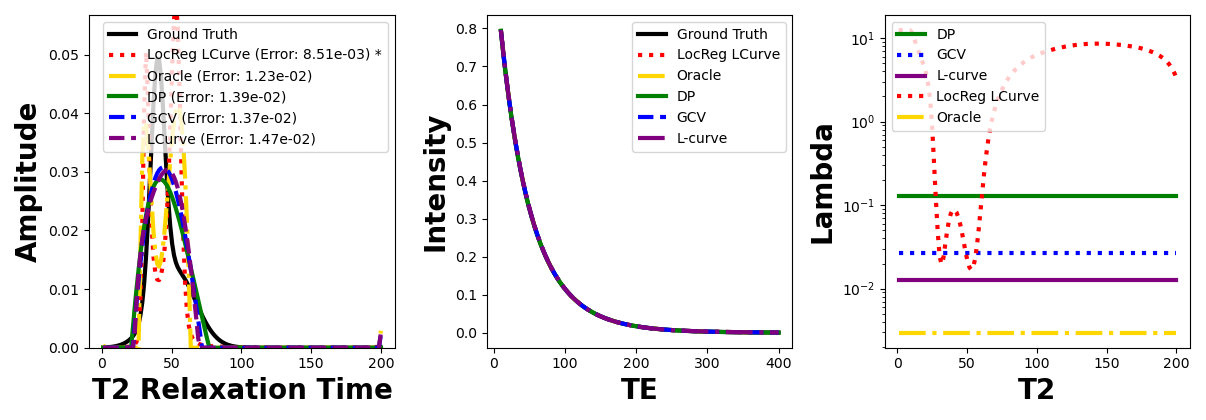 Amplitude
0.05
0.04
0.03
0.02
0.01
0.00
Ground Truth
LocReg LCurve (Error: 8.51e-03) *
Oracle (Error: 1.23e-02)
DP (Error: 1.39e-02)
GCV (Error: 1.37e-02)
LCurve (Error: 1.47e-02)
0 50 100 150 200
T2 Relaxation Time
Intensity
0.8
0.7
0.6
0.5
0.4
0.3
0.2
0.1
0.0
Ground Truth
LocReg LCurve
Oracle
DP
GCV
L-curve
0 100 200 300 400
TE
Lambda
10¹
10⁰
10⁻¹
10⁻²
DP
GCV
L-curve
LocReg LCurve
Oracle
0 50 100 150 200
T2